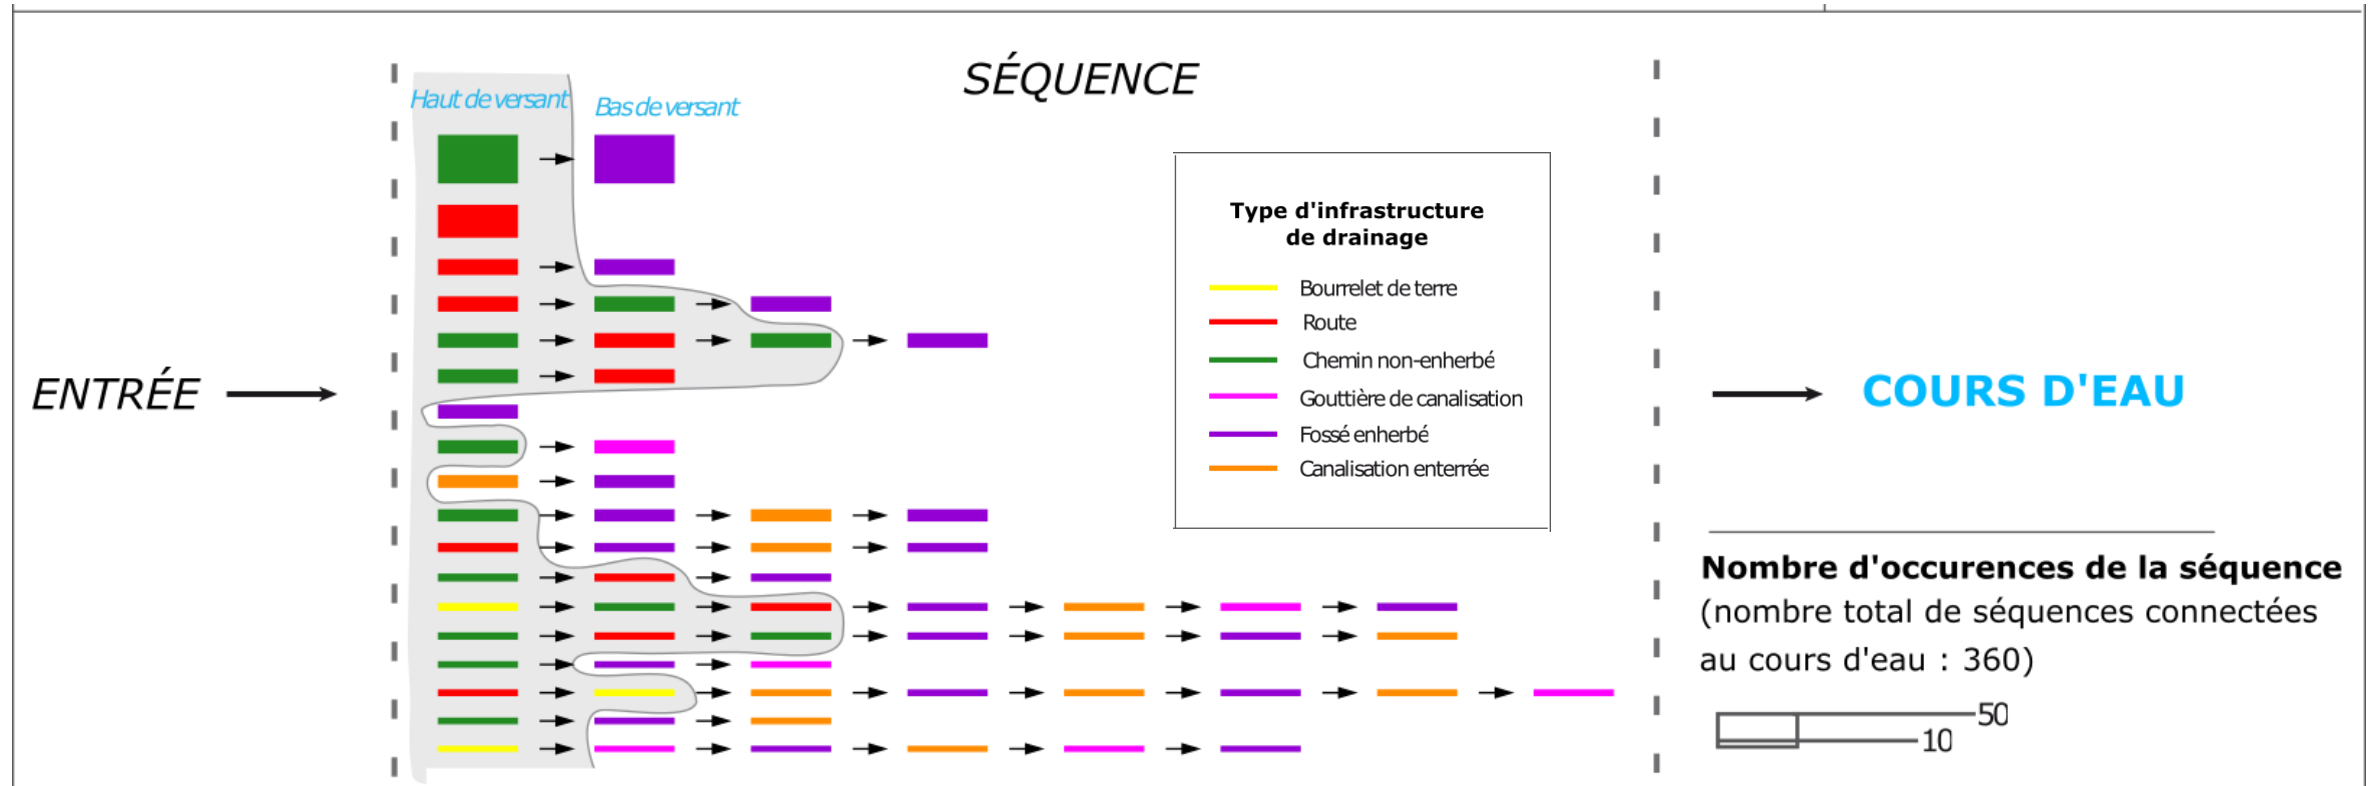 SÉQUENCE
Haut de versant
Bas de versant
Type d'infrastructure
de drainage
Bourrelet de terre
Route
Chemin non-enherbé
Gouttière de canalisation
Fossé enherbé
Canalisation enterrée
ENTRÉE
COURS D'EAU
Nombre d'occurences de la séquence
(nombre total de séquences connectées
au cours d'eau : 360)
50
10